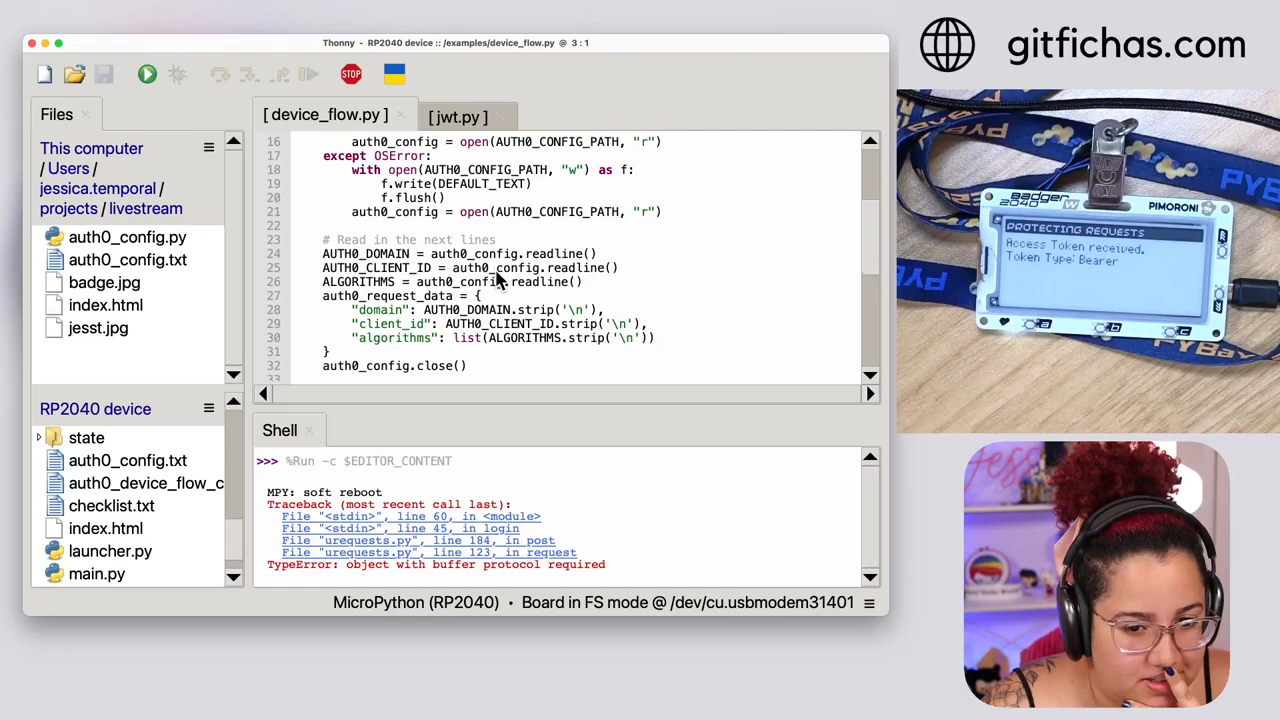 Thonny - RP2040 device :: /examples/device_flow.py @ 3 : 1
gitfichas.com
STOP
Files ×
[ device_flow.py ] ×
[ jwt.py ]
This computer
/ Users /
jessica.temporal /
projects / livestream
auth0_config.py
auth0_config.txt
badge.jpg
index.html
jesst.jpg
16 auth0_config = open(AUTH0_CONFIG_PATH, "r")
17 except OSError:
18 with open(AUTH0_CONFIG_PATH, "w") as f:
19 f.write(DEFAULT_TEXT)
20 f.flush()
21 auth0_config = open(AUTH0_CONFIG_PATH, "r")
22
23 # Read in the next lines
24 AUTH0_DOMAIN = auth0_config.readline()
25 AUTH0_CLIENT_ID = auth0_config.readline()
26 ALGORITHMS = auth0_config.readline()
27 auth0_request_data = {
28 "domain": AUTH0_DOMAIN.strip('\n'),
29 "client_id": AUTH0_CLIENT_ID.strip('\n'),
30 "algorithms": list(ALGORITHMS.strip('\n'))
31 }
32 auth0_config.close()
33
RP2040 device
state
auth0_config.txt
auth0_device_flow_c
checklist.txt
index.html
launcher.py
main.py
Shell ×
>>> %Run -c $EDITOR_CONTENT
MPY: soft reboot
Traceback (most recent call last):
File "<stdin>", line 60, in <module>
File "<stdin>", line 45, in login
File "urequests.py", line 184, in post
File "urequests.py", line 123, in request
TypeError: object with buffer protocol required
MicroPython (RP2040) • Board in FS mode @ /dev/cu.usbmodem31401
Badger
2040 W
PIMORONI
PROTECTING REQUESTS
Access Token received.
Token Type: Bearer
a
b
c